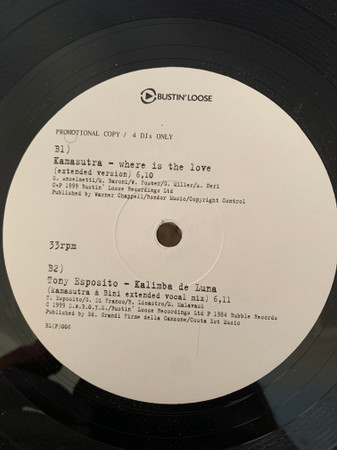 BUSTIN' LOOSE
PROMOTIONAL COPY / 4 DJs ONLY
B1)
Kamasutra - where is the love
(extended version) 6,10
G. Anselmetti/M. Baroni/W. Foster/G. Miller/A. Neri
C+P 1999 Bustin' Loose Recordings Ltd
Published by Warner Chappell/Rondor Music/Copyright Control
33rpm
B2)
Tony Esposito - Kalimba de Luna
(kamasutra & Bini extended vocal mix) 6,11
T. Esposito/G. Di Franco/R. Licastro/M. Malavasi
C 1999 Bustin' Loose Recordings Ltd P 1984 Bubble Records
Published by Ed. Grandi Firme della Canzone/Costa Est Music
BL(P)006